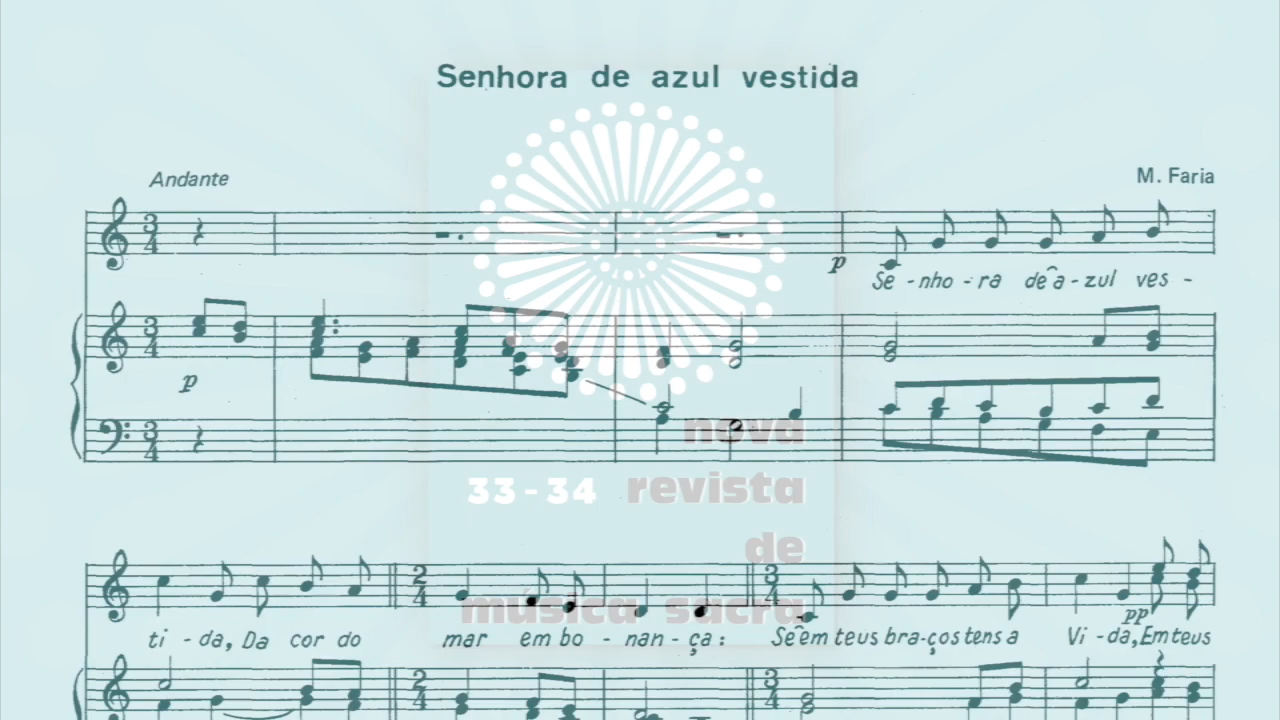 Senhora de azul vestida
Andante
M. Faria
p
Se - nho - ra de a - zul ves -
p
nova
33-34 revista
de
música sacra
ti - da, Da cor do mar em bo - nan - ça: Se em teus bra-ços tens a Vi - da, Em teus
pp